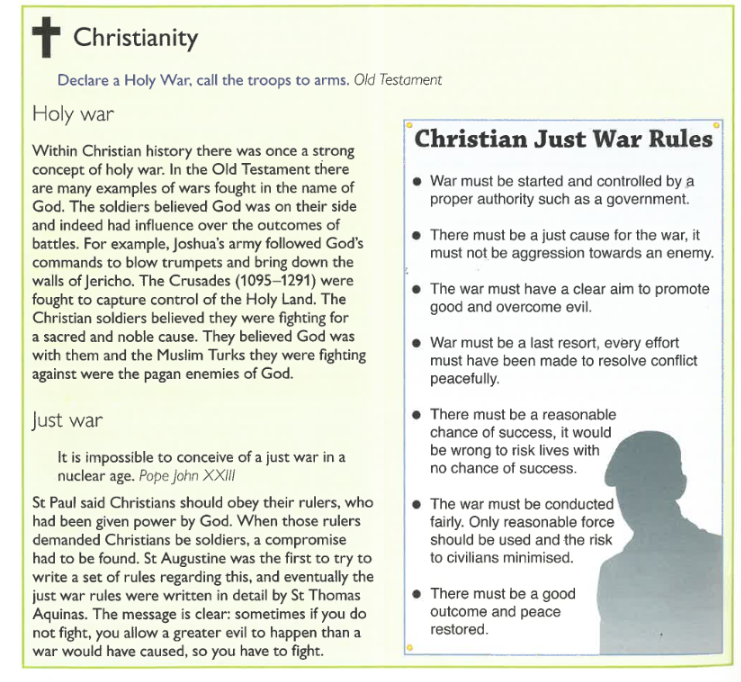 Christianity
Declare a Holy War, call the troops to arms. Old Testament
Holy war
Within Christian history there was once a strong
concept of holy war. In the Old Testament there
are many examples of wars fought in the name of
God. The soldiers believed God was on their side
and indeed had influence over the outcomes of
battles. For example, Joshua's army followed God's
commands to blow trumpets and bring down the
walls of Jericho. The Crusades (1095–1291) were
fought to capture control of the Holy Land. The
Christian soldiers believed they were fighting for
a sacred and noble cause. They believed God was
with them and the Muslim Turks they were fighting
against were the pagan enemies of God.
Just war
It is impossible to conceive of a just war in a
nuclear age. Pope John XXIII
St Paul said Christians should obey their rulers, who
had been given power by God. When those rulers
demanded Christians be soldiers, a compromise
had to be found. St Augustine was the first to try to
write a set of rules regarding this, and eventually the
just war rules were written in detail by St Thomas
Aquinas. The message is clear: sometimes if you do
not fight, you allow a greater evil to happen than a
war would have caused, so you have to fight.
Christian Just War Rules
● War must be started and controlled by a
proper authority such as a government.
● There must be a just cause for the war, it
must not be aggression towards an enemy.
● The war must have a clear aim to promote
good and overcome evil.
● War must be a last resort, every effort
must have been made to resolve conflict
peacefully.
● There must be a reasonable
chance of success, it would
be wrong to risk lives with
no chance of success.
● The war must be conducted
fairly. Only reasonable force
should be used and the risk
to civilians minimised.
● There must be a good
outcome and peace
restored.